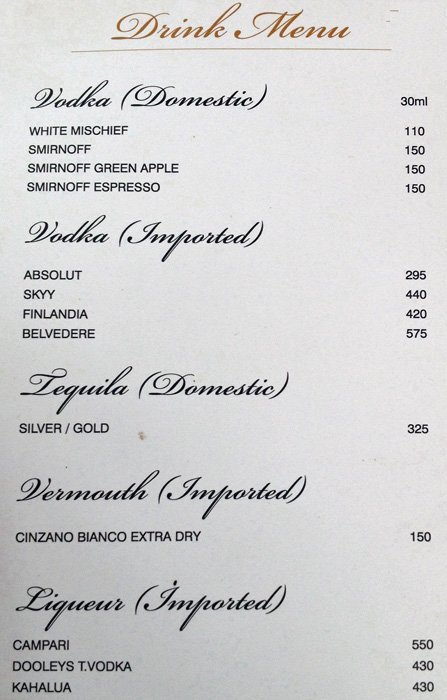 Drink Menu
Vodka (Domestic) 30ml
WHITE MISCHIEF 110
SMIRNOFF 150
SMIRNOFF GREEN APPLE 150
SMIRNOFF ESPRESSO 150
Vodka (Imported)
ABSOLUT 295
SKYY 440
FINLANDIA 420
BELVEDERE 575
Tequila (Domestic)
SILVER / GOLD 325
Vermouth (Imported)
CINZANO BIANCO EXTRA DRY 150
Liqueur (Imported)
CAMPARI 550
DOOLEYS T.VODKA 430
KAHALUA 430